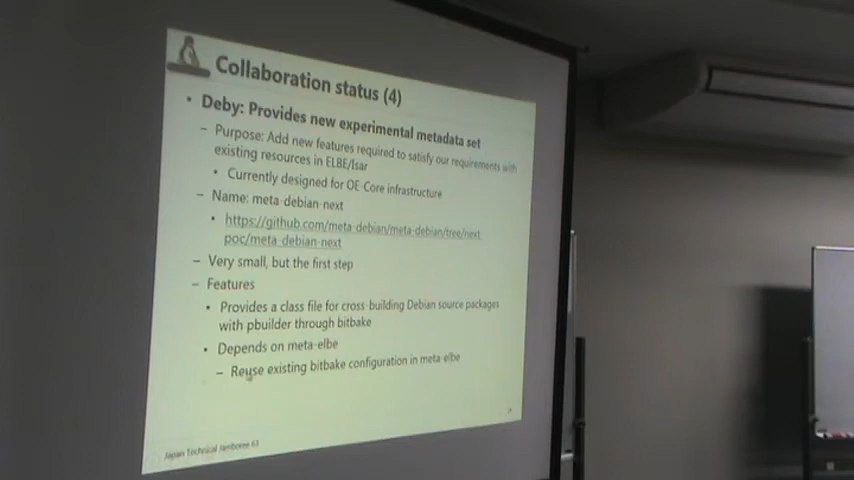 Collaboration status (4)
• Deby: Provides new experimental metadata set
– Purpose: Add new features required to satisfy our requirements with
existing resources in ELBE/Isar
• Currently designed for OE-Core infrastructure
– Name: meta-debian-next
• https://github.com/meta-debian/meta-debian/tree/next
poc/meta-debian-next
– Very small, but the first step
– Features
• Provides a class file for cross-building Debian source packages
with pbuilder through bitbake
• Depends on meta-elbe
– Reuse existing bitbake configuration in meta-elbe
Japan Technical Jamboree 63